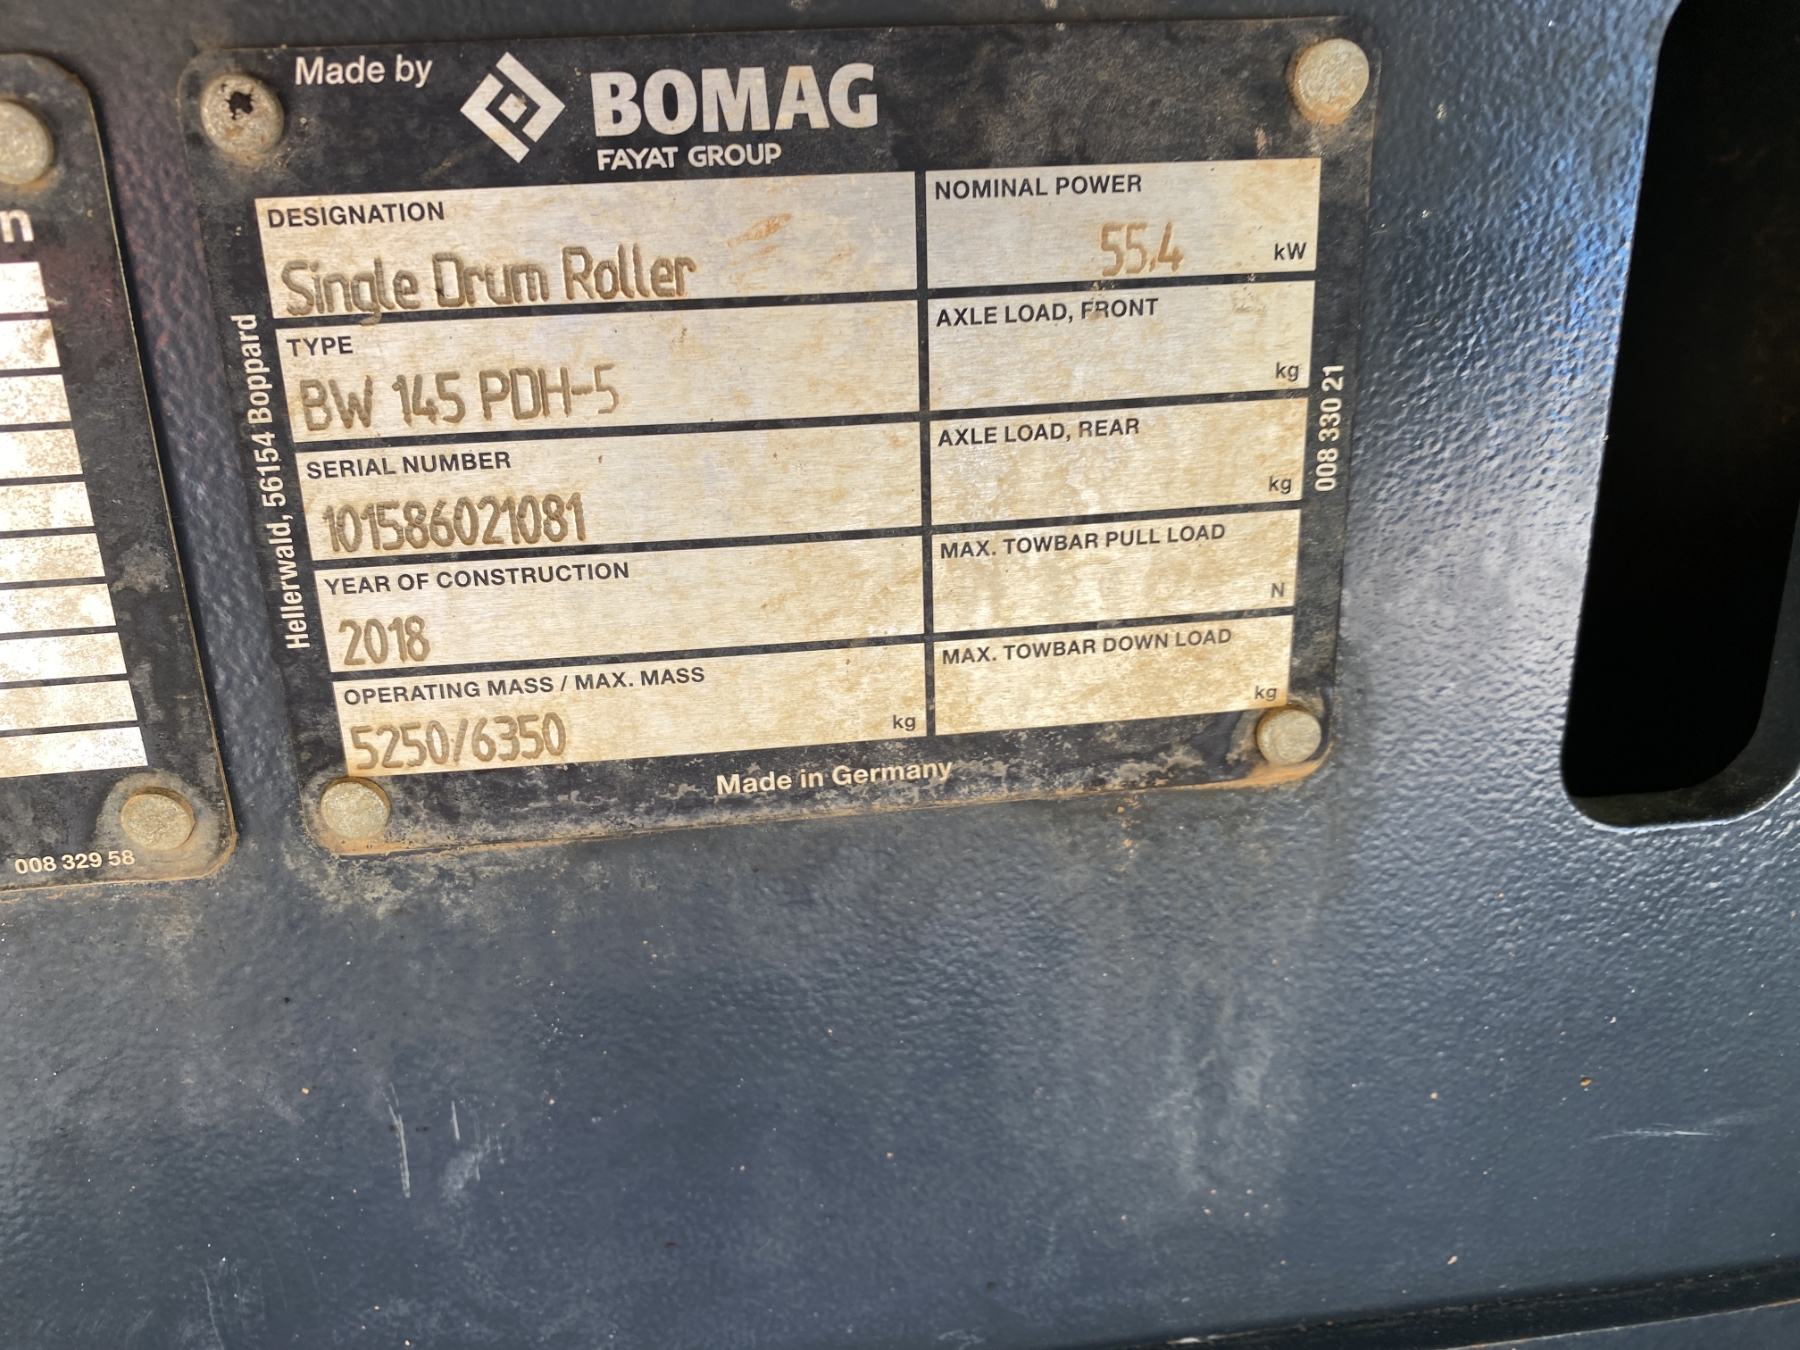 Made by
BOMAG
FAYAT GROUP
DESIGNATION
Single Drum Roller
TYPE
BW 145 PDH-5
SERIAL NUMBER
101586021081
YEAR OF CONSTRUCTION
2018
OPERATING MASS / MAX. MASS
5250/6350 kg
NOMINAL POWER
55.4 kW
AXLE LOAD, FRONT
kg
AXLE LOAD, REAR
kg
MAX. TOWBAR PULL LOAD
N
MAX. TOWBAR DOWN LOAD
kg
Made in Germany
Hellerwald, 56154 Boppard
008 330 21
n
008 329 58